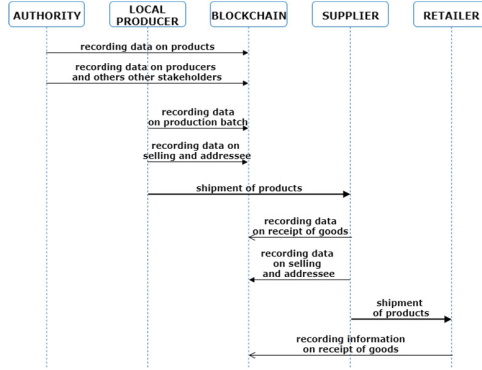 AUTHORITY
LOCAL
PRODUCER
BLOCKCHAIN
SUPPLIER
RETAILER
recording data on products
recording data on producers
and others other stakeholders
recording data
on production batch
recording data on
selling and addressee
shipment of products
recording data
on receipt of goods
recording data
on selling
and addressee
shipment
of products
recording information
on receipt of goods